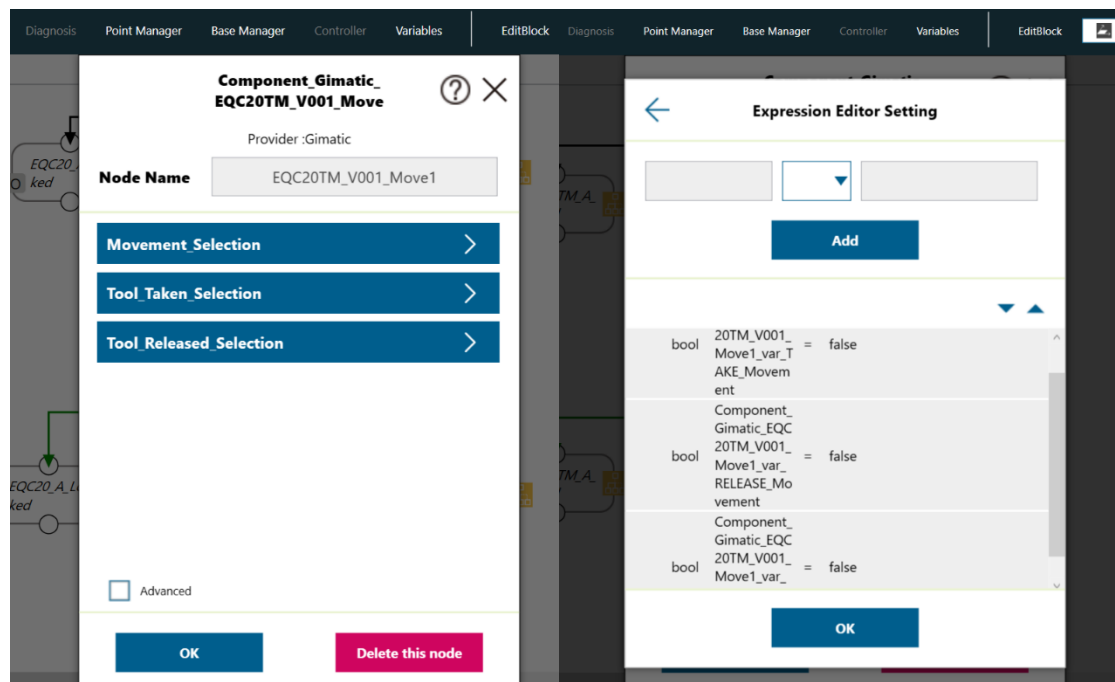 Diagnosis Point Manager Base Manager Controller Variables EditBlock
Component_Gimatic_
EQC20TM_V001_Move
Provider :Gimatic
Node Name EQC20TM_V001_Move1
Movement_Selection
Tool_Taken_Selection
Tool_Released_Selection
Advanced
OK Delete this node
EQC20_
ked
EQC20_A_L
ked
Diagnosis Point Manager Base Manager Controller Variables EditBlock
Expression Editor Setting
Add
20TM_V001_
bool Move1_var_T = false
AKE_Movem
ent
Component_
Gimatic_EQC
20TM_V001_
bool Move1_var_ = false
RELEASE_Mo
vement
Component_
Gimatic_EQC
20TM_V001_
bool Move1_var_ = false
OK
TM_A_
TM_A_